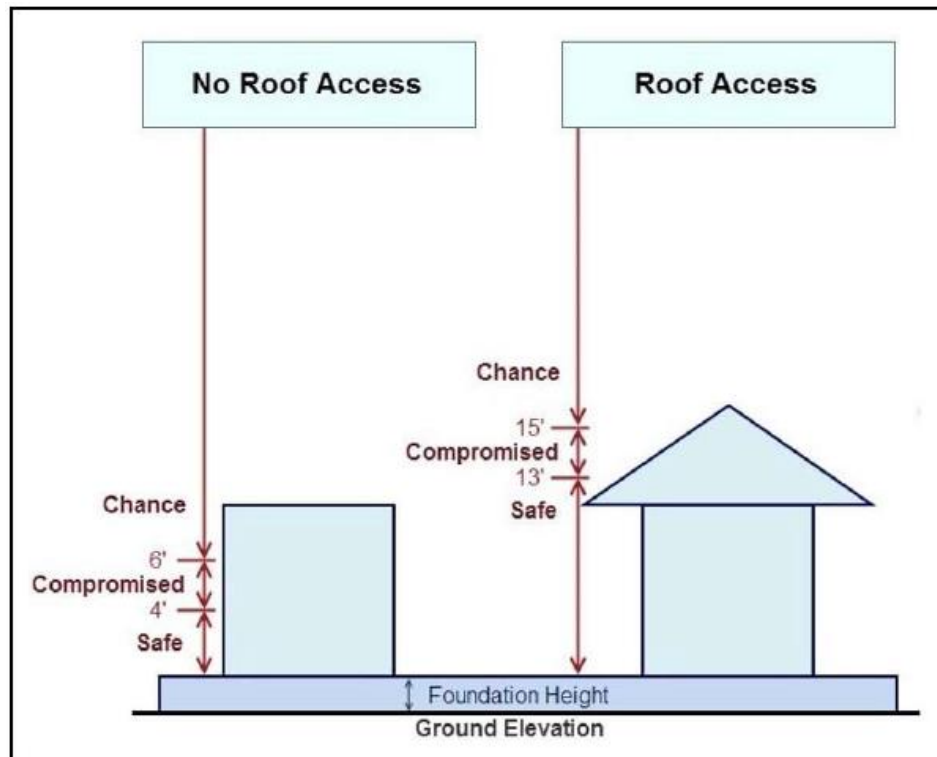 No Roof Access
Roof Access
Chance
15'
Compromised
13'
Safe
Chance
6'
Compromised
4'
Safe
Foundation Height
Ground Elevation